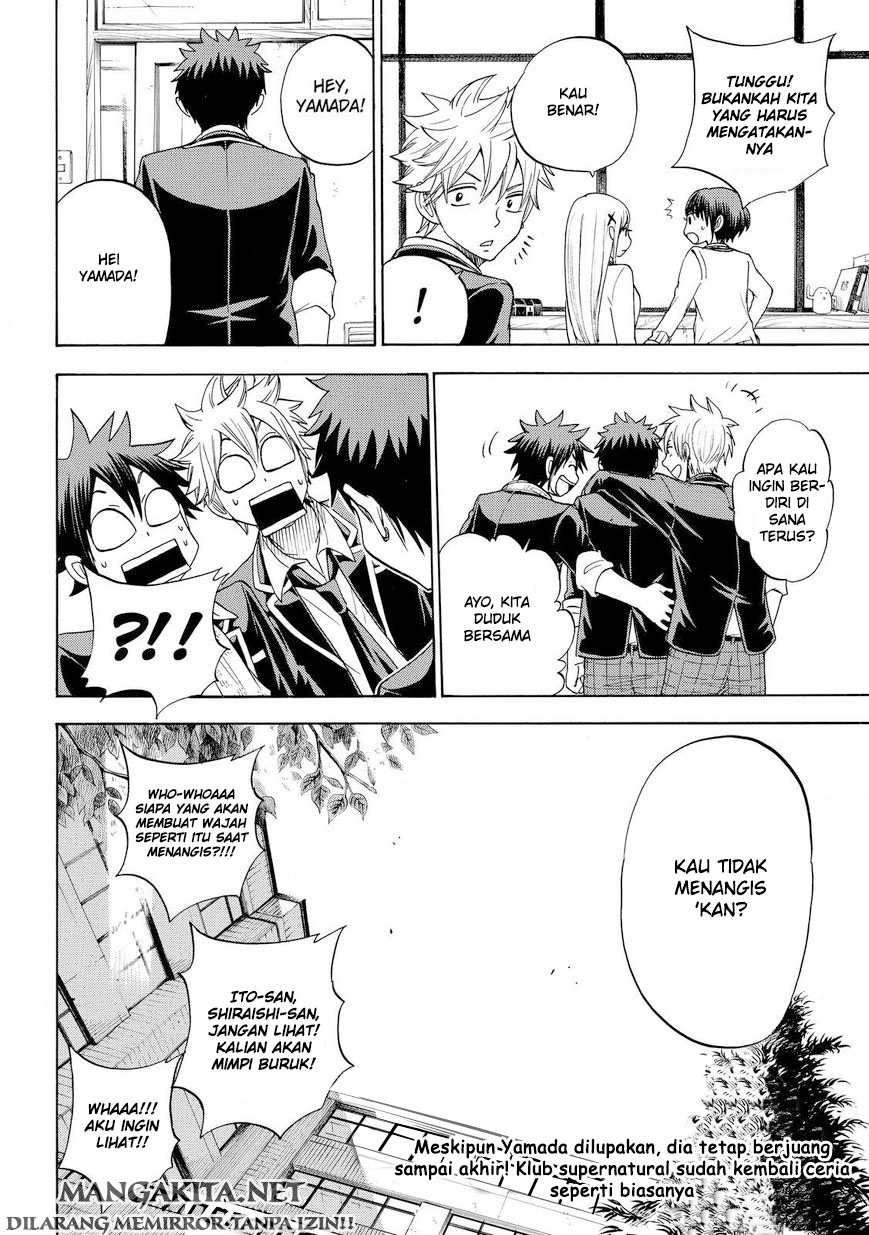 TUNGGU!
BUKANKAH KITA
YANG HARUS
MENGATAKAN-
NYA
KAU
BENAR!
!
HEY,
YAMADA!
HEI
YAMADA!
APA KAU
INGIN BER-
DIRI DI
SANA
TERUS?
AYO, KITA
DUDUK
BERSAMA
?!!
KAU TIDAK
MENANGIS
'KAN?
WHO-WHOAAA
SIAPA YANG AKAN
MEMBUAT WAJAH
SEPERTI ITU SAAT
MENANGIS?!!!
ITO-SAN,
SHIRAISHI-SAN,
JANGAN LIHAT!
KALIAN AKAN
MIMPI BURUK!
WHAAA!!!
AKU INGIN
LIHAT!!
Meskipun Yamada dilupakan, dia tetap berjuang
sampai akhir! Klub supernatural sudah kembali ceria
seperti biasanya
MANGAKITA.NET
DILARANG MEMIRROR TANPA IZIN!!